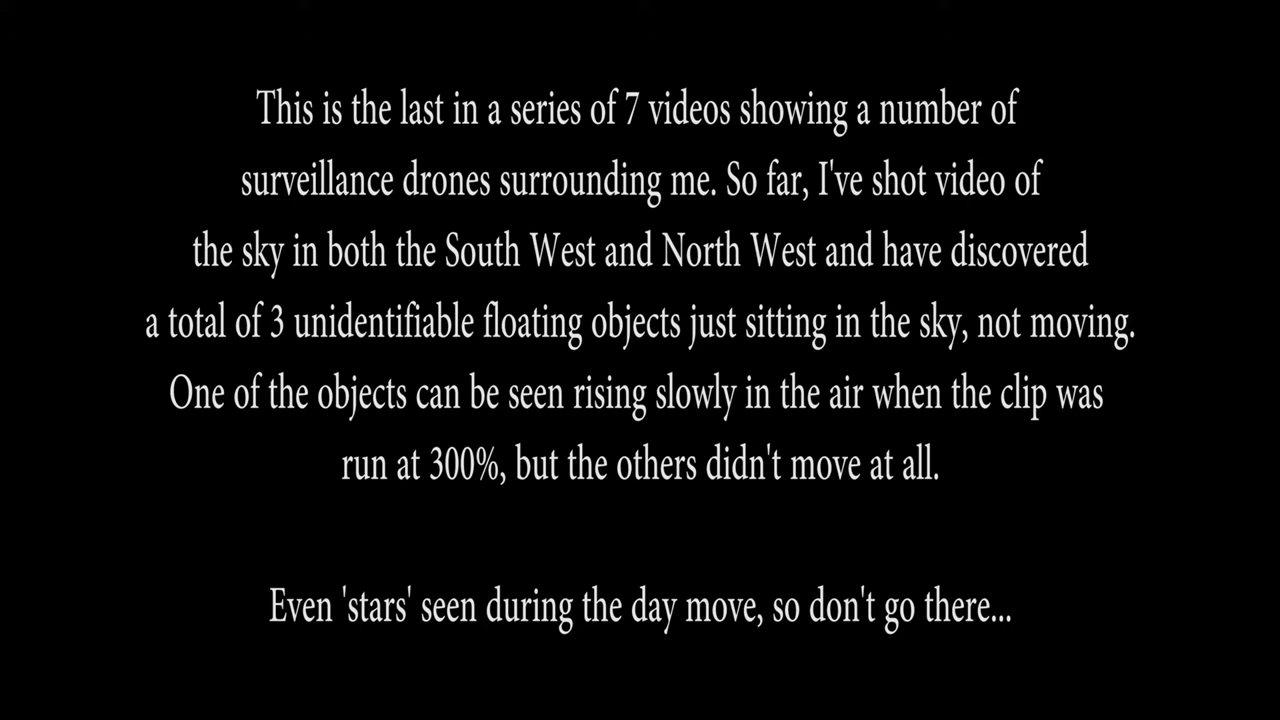 This is the last in a series of 7 videos showing a number of
surveillance drones surrounding me. So far, I've shot video of
the sky in both the South West and North West and have discovered
a total of 3 unidentifiable floating objects just sitting in the sky, not moving.
One of the objects can be seen rising slowly in the air when the clip was
run at 300%, but the others didn't move at all.
Even 'stars' seen during the day move, so don't go there...